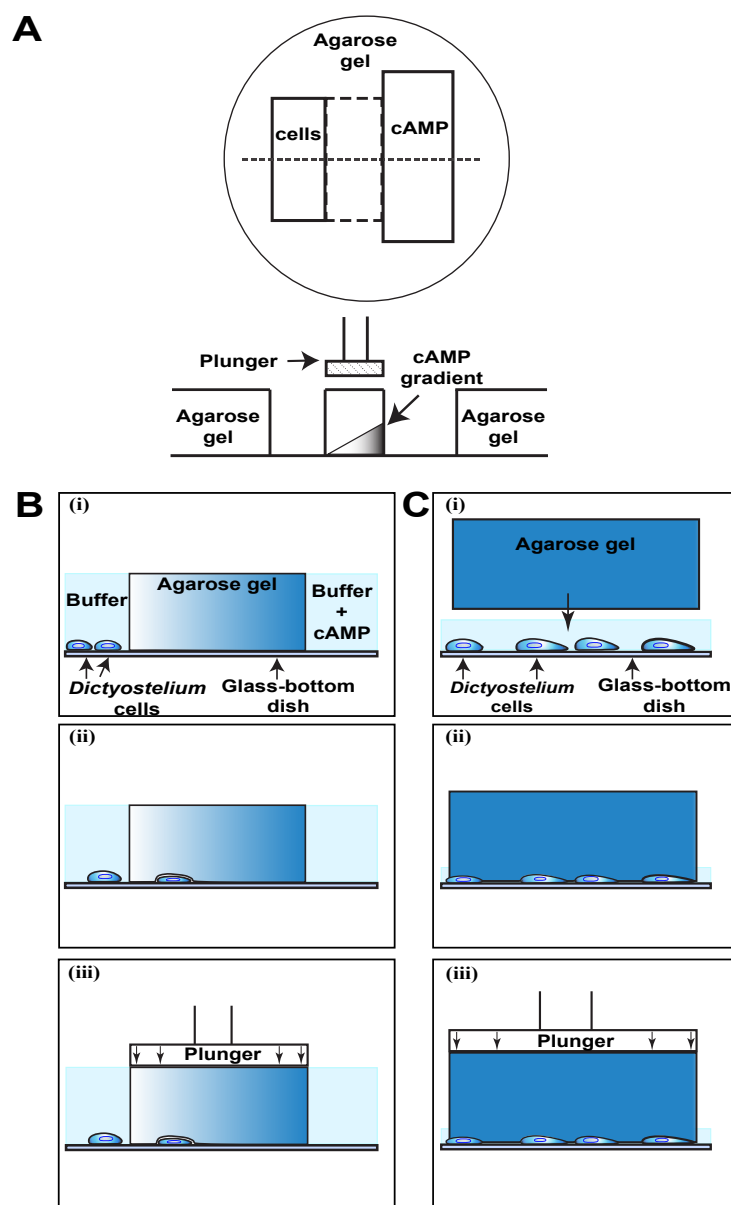 A
Agarose
gel
cells
cAMP
Plunger
cAMP
gradient
Agarose
gel
Agarose
gel
B
(i)
Buffer
Agarose gel
Buffer
+
cAMP
Dictyostelium
cells
Glass-bottom
dish
(ii)
(iii)
Plunger
C
(i)
Agarose gel
Dictyostelium
cells
Glass-bottom
dish
(ii)
(iii)
Plunger